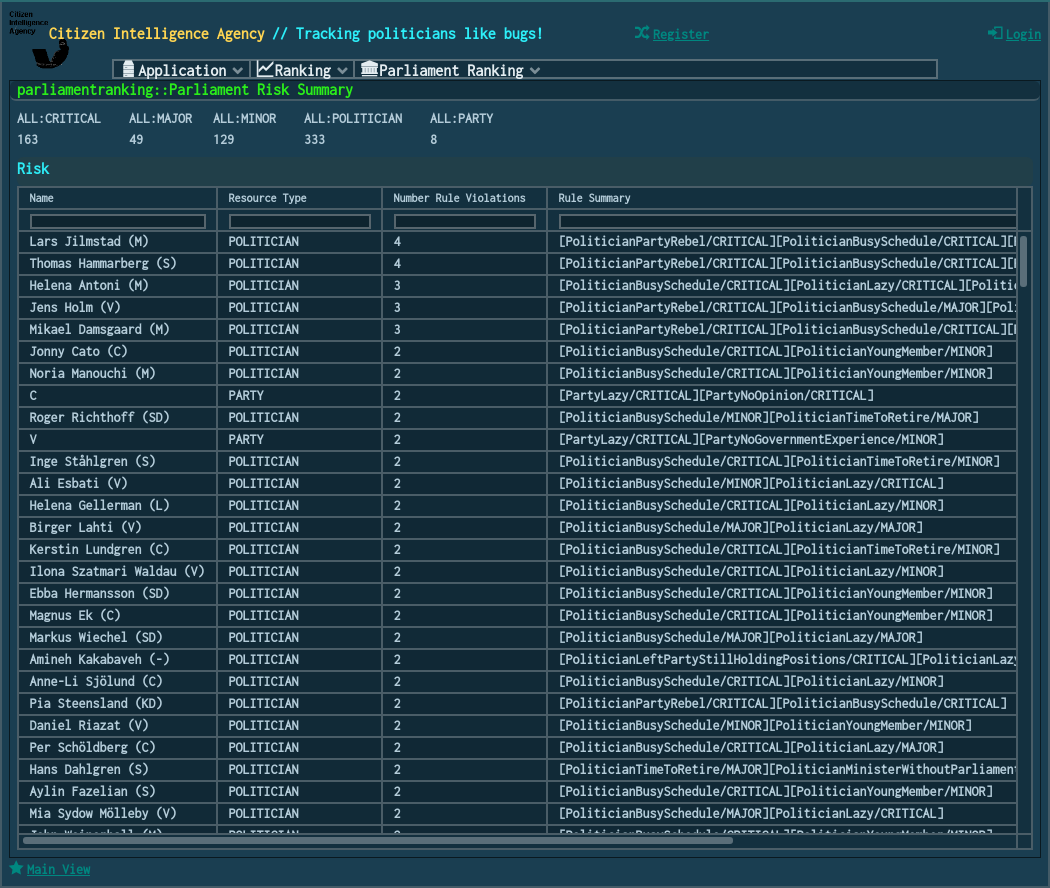 Citizen
Intelligence
Agency
Citizen Intelligence Agency // Tracking politicians like bugs!
Register
Login
Application
Ranking
Parliament Ranking
parliamentranking::Parliament Risk Summary
ALL:CRITICAL ALL:MAJOR ALL:MINOR ALL:POLITICIAN ALL:PARTY
163 49 129 333 8
Risk
Name Resource Type Number Rule Violations Rule Summary
Lars Jilmstad (M) POLITICIAN 4 [PoliticianPartyRebel/CRITICAL][PoliticianBusySchedule/CRITICAL][
Thomas Hammarberg (S) POLITICIAN 4 [PoliticianPartyRebel/CRITICAL][PoliticianBusySchedule/CRITICAL][
Helena Antoni (M) POLITICIAN 3 [PoliticianBusySchedule/CRITICAL][PoliticianLazy/CRITICAL][Politic
Jens Holm (V) POLITICIAN 3 [PoliticianPartyRebel/CRITICAL][PoliticianBusySchedule/MAJOR][Poli
Mikael Damsgaard (M) POLITICIAN 3 [PoliticianPartyRebel/CRITICAL][PoliticianBusySchedule/CRITICAL][
Jonny Cato (C) POLITICIAN 2 [PoliticianBusySchedule/CRITICAL][PoliticianYoungMember/MINOR]
Noria Manouchi (M) POLITICIAN 2 [PoliticianBusySchedule/CRITICAL][PoliticianYoungMember/MINOR]
C PARTY 2 [PartyLazy/CRITICAL][PartyNoOpinion/CRITICAL]
Roger Richthoff (SD) POLITICIAN 2 [PoliticianBusySchedule/MINOR][PoliticianTimeToRetire/MAJOR]
V PARTY 2 [PartyLazy/CRITICAL][PartyNoGovernmentExperience/MINOR]
Inge Ståhlgren (S) POLITICIAN 2 [PoliticianBusySchedule/CRITICAL][PoliticianTimeToRetire/MINOR]
Ali Esbati (V) POLITICIAN 2 [PoliticianBusySchedule/MINOR][PoliticianLazy/CRITICAL]
Helena Gellerman (L) POLITICIAN 2 [PoliticianBusySchedule/CRITICAL][PoliticianLazy/MINOR]
Birger Lahti (V) POLITICIAN 2 [PoliticianBusySchedule/MAJOR][PoliticianLazy/MAJOR]
Kerstin Lundgren (C) POLITICIAN 2 [PoliticianBusySchedule/CRITICAL][PoliticianTimeToRetire/MINOR]
Ilona Szatmari Waldau (V) POLITICIAN 2 [PoliticianBusySchedule/CRITICAL][PoliticianLazy/MINOR]
Ebba Hermansson (SD) POLITICIAN 2 [PoliticianBusySchedule/CRITICAL][PoliticianYoungMember/MINOR]
Magnus Ek (C) POLITICIAN 2 [PoliticianBusySchedule/CRITICAL][PoliticianYoungMember/MINOR]
Markus Wiechel (SD) POLITICIAN 2 [PoliticianBusySchedule/MAJOR][PoliticianLazy/MAJOR]
Amineh Kakabaveh (-) POLITICIAN 2 [PoliticianLeftPartyStillHoldingPositions/CRITICAL][PoliticianLazy
Anne-Li Sjölund (C) POLITICIAN 2 [PoliticianBusySchedule/CRITICAL][PoliticianLazy/MINOR]
Pia Steensland (KD) POLITICIAN 2 [PoliticianPartyRebel/CRITICAL][PoliticianBusySchedule/CRITICAL]
Daniel Riazat (V) POLITICIAN 2 [PoliticianBusySchedule/MINOR][PoliticianYoungMember/MINOR]
Per Schöldberg (C) POLITICIAN 2 [PoliticianBusySchedule/CRITICAL][PoliticianLazy/MAJOR]
Hans Dahlgren (S) POLITICIAN 2 [PoliticianTimeToRetire/MAJOR][PoliticianMinisterWithoutParliament
Aylin Fazelian (S) POLITICIAN 2 [PoliticianBusySchedule/CRITICAL][PoliticianYoungMember/MINOR]
Mia Sydow Mölleby (V) POLITICIAN 2 [PoliticianBusySchedule/MAJOR][PoliticianLazy/CRITICAL]
POLITICIAN 2 [PoliticianBusySchedule/CRITICAL][PoliticianYoungMember/MINOR]
Main View